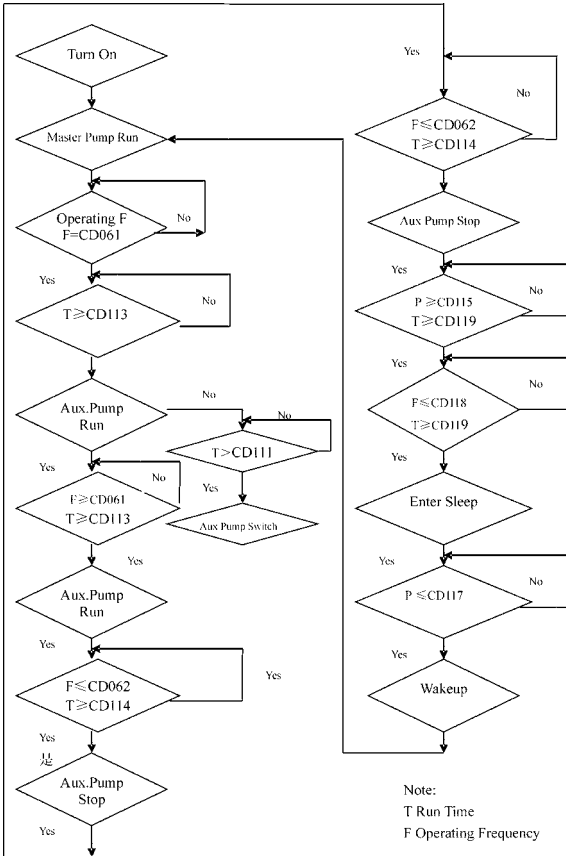 Turn On
Master Pump Run
Operating F
F=CD061
No
Yes
T≥CD113
No
Aux.Pump
Run
No
No
T>CD111
Yes
Aux Pump Switch
Yes
No
F≥CD061
T≥CD113
Yes
Aux.Pump
Run
Yes
F≤CD062
T≥CD114
Yes
Yes
是
Aux.Pump
Stop
Yes
Yes
No
F≤CD062
T≥CD114
Aux Pump Stop
Yes
No
P ≥CD115
T≥CD119
Yes
No
F≤CD118
T≥CD119
Yes
Enter Sleep
Yes
No
P ≤CD117
Yes
Wakeup
Note:
T Run Time
F Operating Frequency